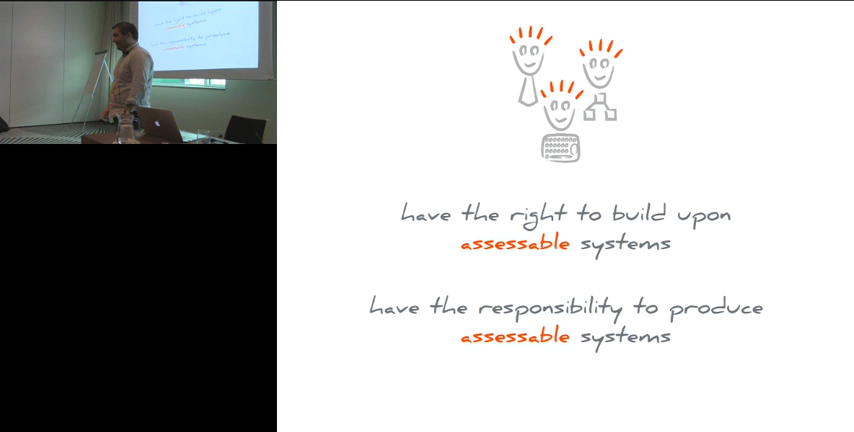 have the right to build upon
assessable systems
have the responsibility to produce
assessable systems